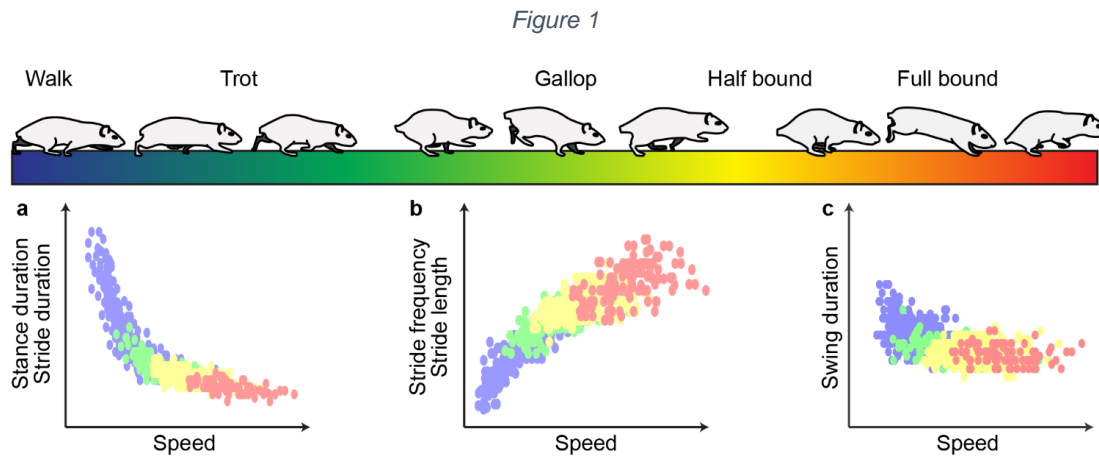 Figure 1
Walk
Trot
Gallop
Half bound
Full bound
a
Stance duration
Stride duration
Speed
b
Stride frequency
Stride length
Speed
c
Swing duration
Speed